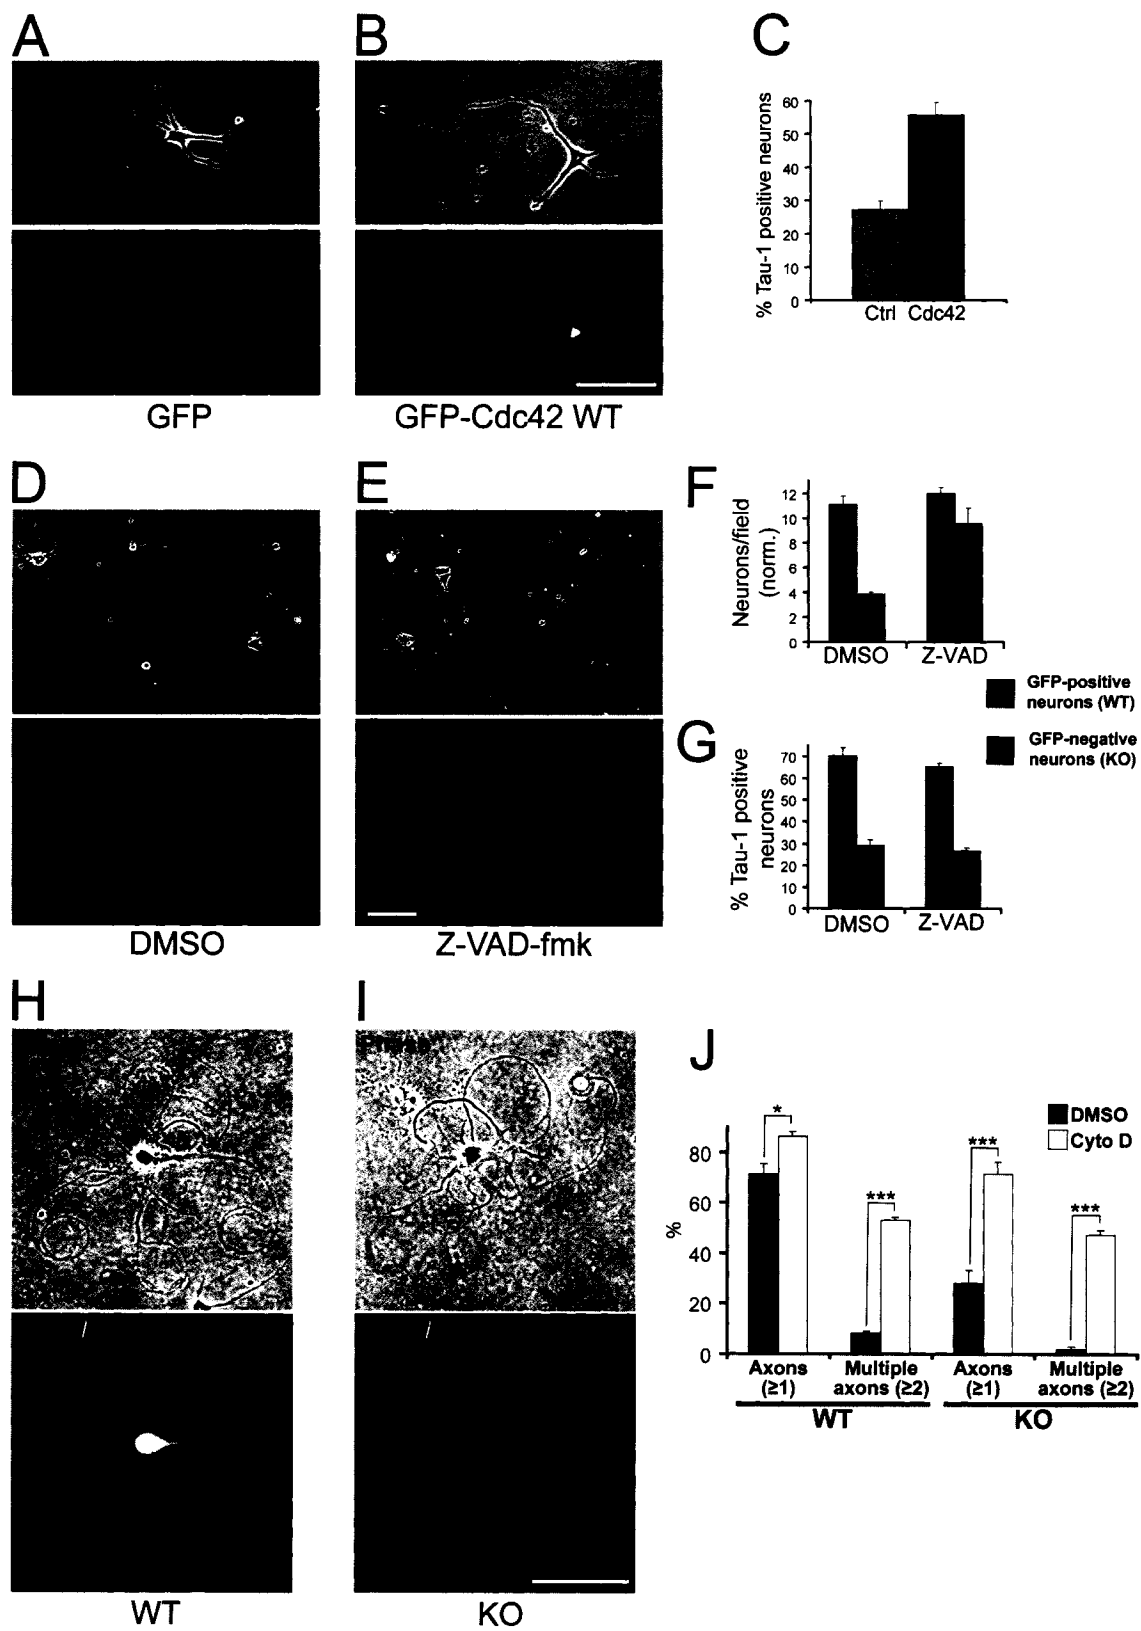 A
B
C
% Tau-1 positive neurons
60
50
40
30
20
10
0
Ctrl Cdc42
GFP
GFP-Cdc42 WT
D
E
F
Neurons/field
(norm.)
12
10
8
6
4
2
0
DMSO Z-VAD
GFP-positive
neurons (WT)
GFP-negative
neurons (KO)
G
% Tau-1 positive
neurons
70
60
50
40
30
20
10
0
DMSO Z-VAD
DMSO
Z-VAD-fmk
H
I
J
DMSO
Cyto D
%
80
60
40
20
0
*
***
***
***
Axons
(≥1)
Multiple
axons (≥2)
Axons
(≥1)
Multiple
axons (≥2)
WT
KO
WT
KO